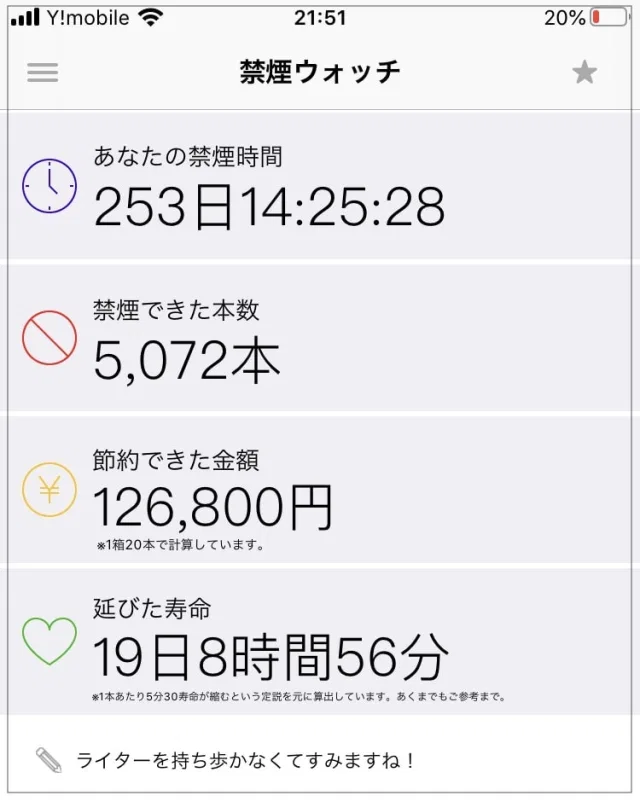 Y!mobile 21:51 20%
禁煙ウォッチ
あなたの禁煙時間
253日14:25:28
禁煙できた本数
5,072本
節約できた金額
126,800円
※1箱20本で計算しています。
延びた寿命
19日8時間56分
※1本あたり5分30寿命が縮むという定説を元に算出しています。あくまでもご参考まで。
ライターを持ち歩かなくてすみますね！